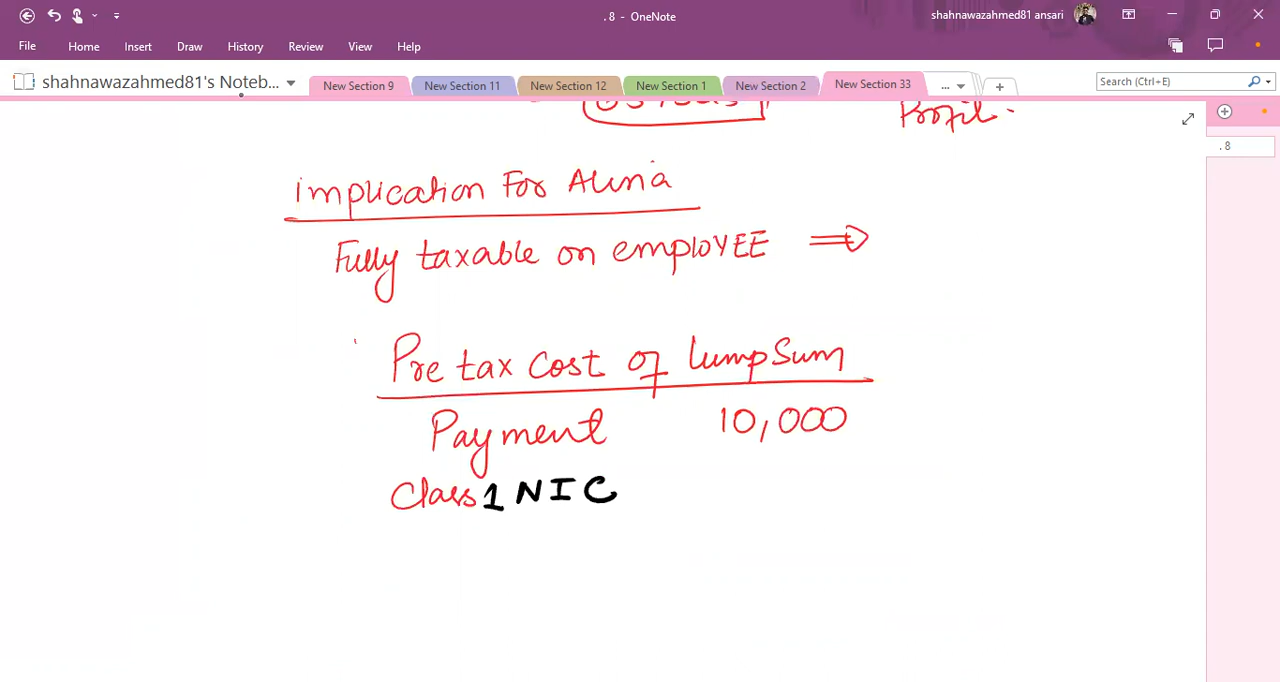 . 8 - OneNote
shahnawazahmed81 ansari
File Home Insert Draw History Review View Help
shahnawazahmed81's Noteb...
New Section 9 New Section 11 New Section 12 New Section 1 New Section 2 New Section 33 ...
Search (Ctrl+E)
. 8
Profit
implication For Alina
Fully taxable on employEE ⇒
Pre tax cost of lumpsum
Payment 10,000
Class 1 NIC